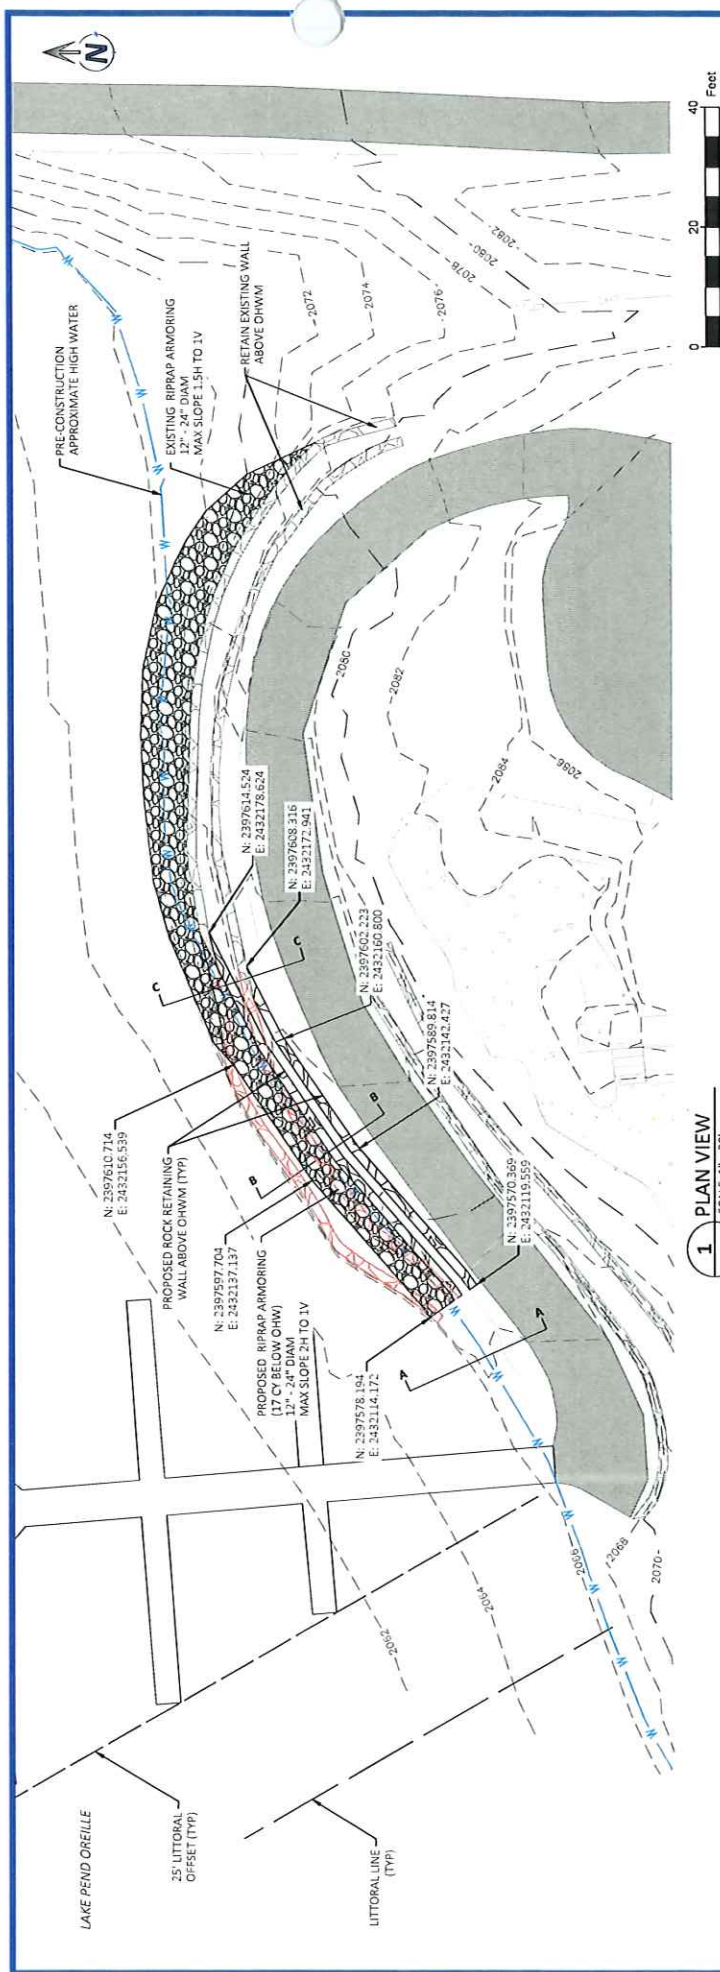 N
PRE-CONSTRUCTION
APPROXIMATE HIGH WATER
EXISTING RIPRAP ARMORING
12" - 24" DIAM
MAX SLOPE 1.5H TO 1V
RETAIN EXISTING WALL
ABOVE OHWM
2072
2074
2076
2078
2080
2082
N: 2397614.524
E: 2432178.624
N: 2397608.316
E: 2432172.941
N: 2397602.223
E: 2432160.800
N: 2397589.814
E: 2432142.427
N: 2397570.369
E: 2432119.559
N: 2397610.714
E: 2432156.539
PROPOSED ROCK RETAINING
WALL ABOVE OHWM (TYP)
N: 2397597.704
E: 2432137.137
PROPOSED RIPRAP ARMORING
(17 CY BELOW OHW)
12" - 24" DIAM
MAX SLOPE 2H TO 1V
N: 2397578.194
E: 2432114.172
C
C
B
B
A
A
W
W
W
W
W
W
W
W
W
W
W
2080
2082
2084
2086
2062
2064
2066
2068
2070
LAKE PEND OREILLE
25' LITTORAL
OFFSET (TYP)
LITTORAL LINE
(TYP)
1 PLAN VIEW
0 20 40
Feet